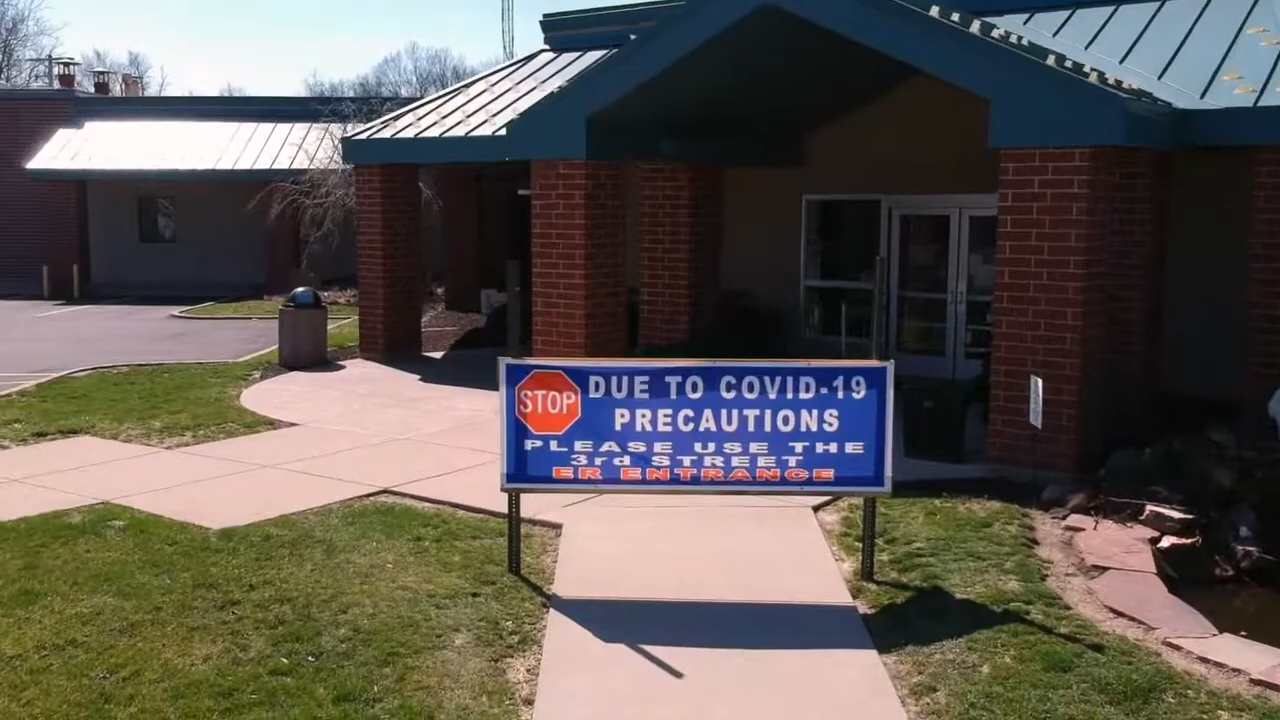 STOP
DUE TO COVID-19
PRECAUTIONS
PLEASE USE THE
3rd STREET
ER ENTRANCE